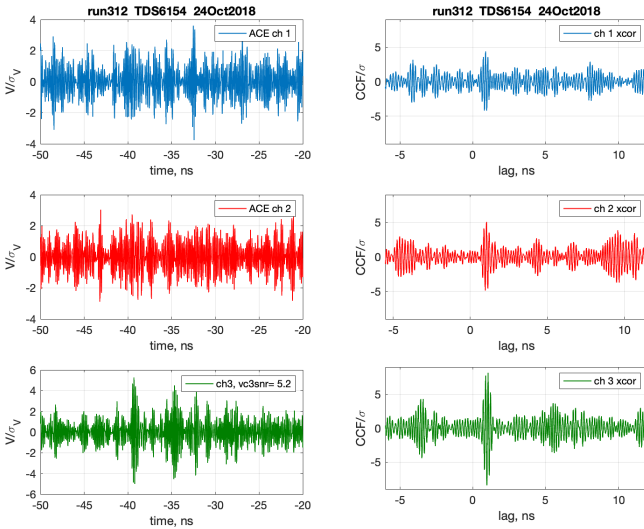 run312 TDS6154 24Oct2018
ACE ch 1
V/σV
4
2
0
-2
-4
-50 -45 -40 -35 -30 -25 -20
time, ns
run312 TDS6154 24Oct2018
ch 1 xcor
CCF/σ
5
0
-5
-5 0 5 10
lag, ns
ACE ch 2
V/σV
4
2
0
-2
-4
-50 -45 -40 -35 -30 -25 -20
time, ns
ch 2 xcor
CCF/σ
5
0
-5
-5 0 5 10
lag, ns
ch3, vc3snr= 5.2
V/σV
6
4
2
0
-2
-4
-6
-50 -45 -40 -35 -30 -25 -20
time, ns
ch 3 xcor
CCF/σ
5
0
-5
-5 0 5 10
lag, ns